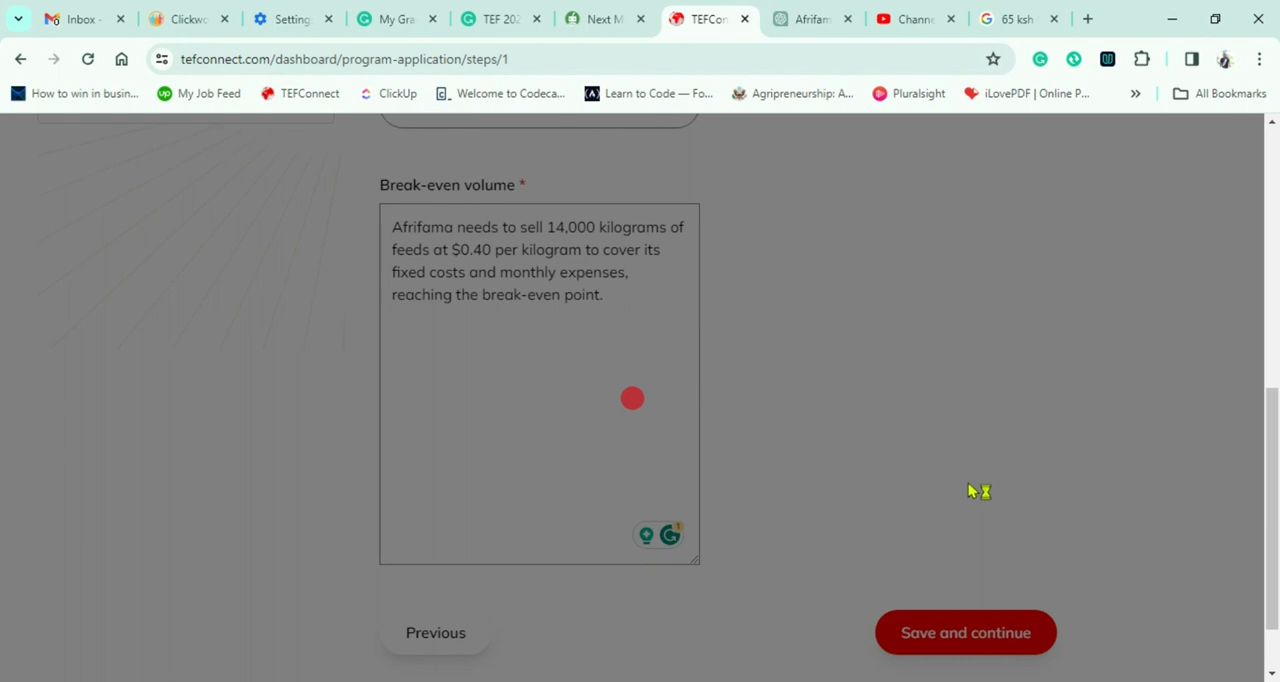 Inbox -
Clickwo
Setting
My Gra
TEF 202
Next M
TEFCon
Afrifam
Channe
65 ksh
tefconnect.com/dashboard/program-application/steps/1
How to win in busin...
My Job Feed
TEFConnect
ClickUp
Welcome to Codeca...
Learn to Code — Fo...
Agripreneurship: A...
Pluralsight
iLovePDF | Online P...
All Bookmarks
Break-even volume *
Afrifama needs to sell 14,000 kilograms of
feeds at $0.40 per kilogram to cover its
fixed costs and monthly expenses,
reaching the break-even point.
1
Previous
Save and continue